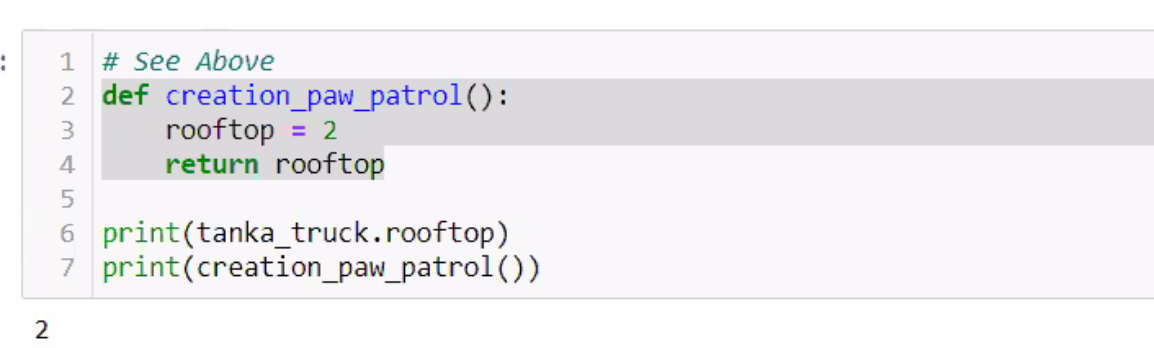 :
1 # See Above
2 def creation_paw_patrol():
3     rooftop = 2
4     return rooftop
5
6 print(tanka_truck.rooftop)
7 print(creation_paw_patrol())
2